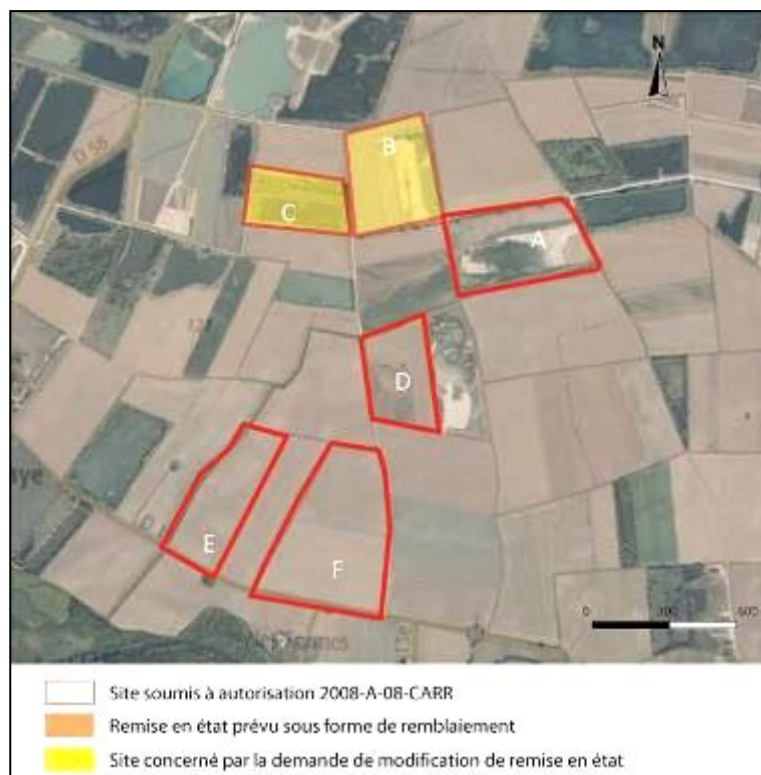 N
D 55
B
C
A
D
E
F
0
600
Site soumis à autorisation 2008-A-08-CARR
Remise en état prévu sous forme de remblaiement
Site concerné par la demande de modification de remise en état